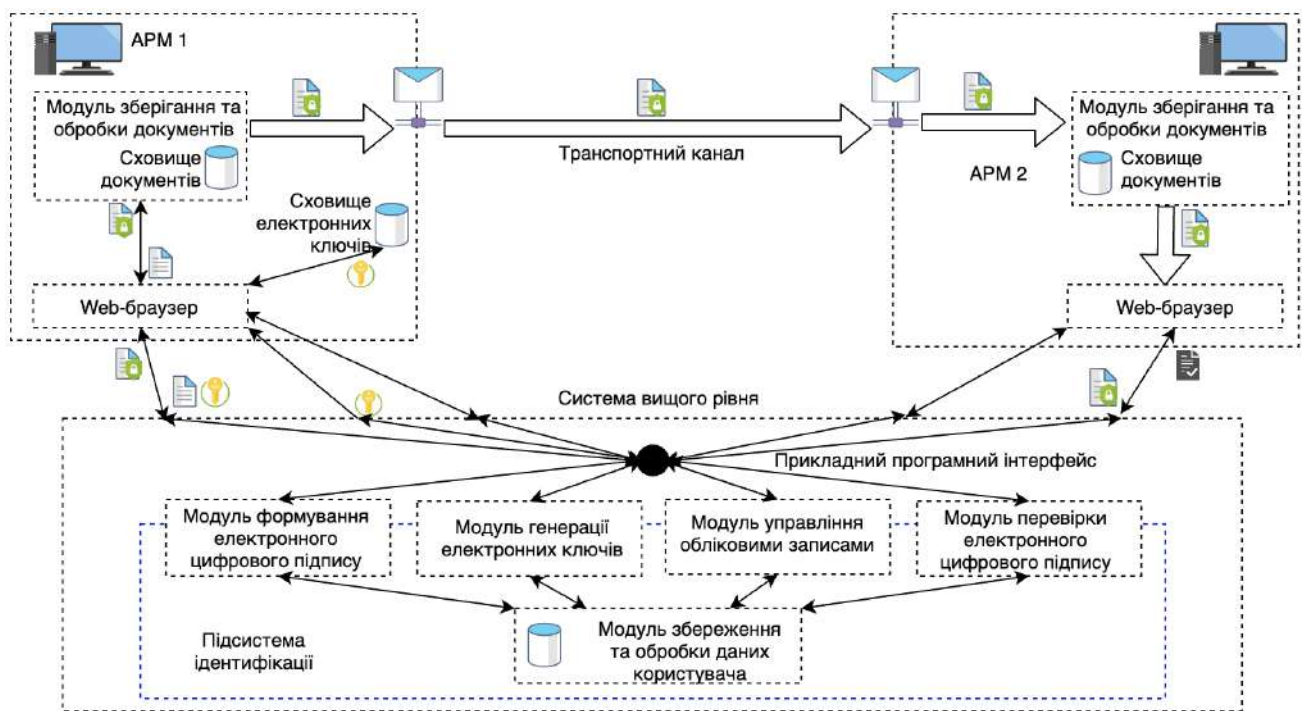 АРМ 1
Модуль зберігання та
обробки документів
Сховище
документів
Сховище
електронних
ключів
Web-браузер
Транспортний канал
АРМ 2
Модуль зберігання та
обробки документів
Сховище
документів
Web-браузер
Система вищого рівня
Прикладний програмний інтерфейс
Модуль формування
електронного
цифрового підпису
Модуль генерації
електронних ключів
Модуль управління
обліковими записами
Модуль перевірки
електронного
цифрового підпису
Підсистема
ідентифікації
Модуль збереження
та обробки даних
користувача